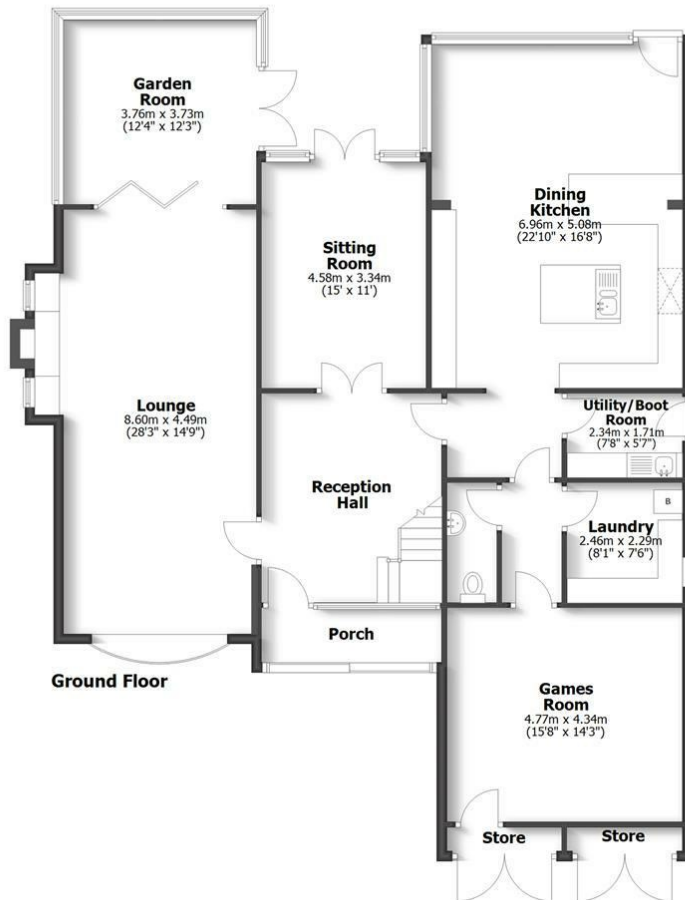 Garden
Room
3.76m x 3.73m
(12'4" x 12'3")
Dining
Kitchen
6.96m x 5.08m
(22'10" x 16'8")
Sitting
Room
4.58m x 3.34m
(15' x 11')
Lounge
8.60m x 4.49m
(28'3" x 14'9")
Utility/Boot
Room
2.34m x 1.71m
(7'8" x 5'7")
Reception
Hall
B
Laundry
2.46m x 2.29m
(8'1" x 7'6")
Porch
Ground Floor
Games
Room
4.77m x 4.34m
(15'8" x 14'3")
Store
Store